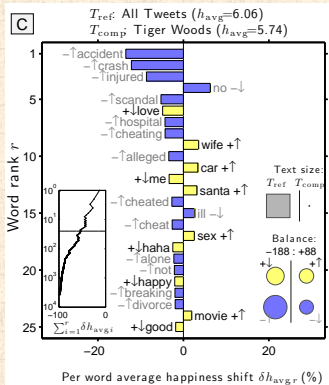 C
T_ref: All Tweets (h_avg=6.06)
T_comp: Tiger Woods (h_avg=5.74)
1
−↑accident
−↑crash
−↑injured
no −↓
5
−↑scandal
+↓love
−↑hospital
−↑cheating
wife +↑
10
−↑alleged
car +↑
+↓me
santa +↑
−↑cheated
15
ill −↓
−↑cheat
sex +↑
+↓haha
−↑alone
20
−↑not
+↓happy
−↑breaking
−↑divorce
movie +↑
25
+↓good
Word rank r
Text size:
T_ref T_comp
Balance:
−188 : +88
+↓ +↑
−↑ −↓
10^0
10^1
10^2
10^3
10^4
−100 0
∑^r_{i=1} δh_avg,i
−20 0 20
Per word average happiness shift δh_avg,r (%)